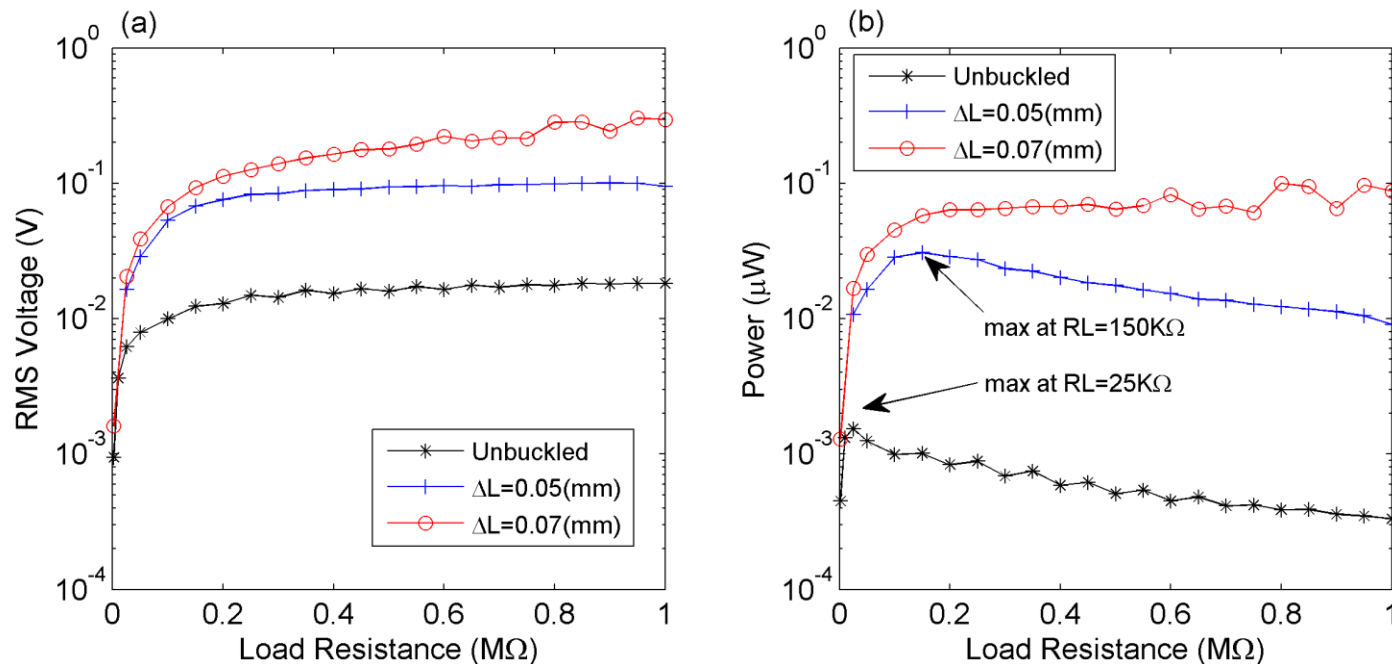 (a)
10^0
10^-1
10^-2
10^-3
10^-4
RMS Voltage (V)
0 0.2 0.4 0.6 0.8 1
Load Resistance (MΩ)
Unbuckled
ΔL=0.05(mm)
ΔL=0.07(mm)
(b)
10^0
10^-1
10^-2
10^-3
10^-4
Power (μW)
0 0.2 0.4 0.6 0.8 1
Load Resistance (MΩ)
Unbuckled
ΔL=0.05(mm)
ΔL=0.07(mm)
max at RL=150KΩ
max at RL=25KΩ